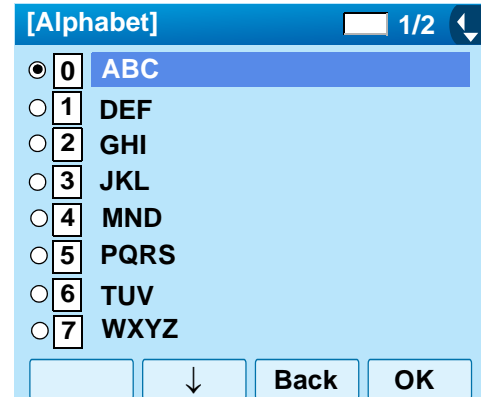 [Alphabet] 1/2
0 ABC
1 DEF
2 GHI
3 JKL
4 MND
5 PQRS
6 TUV
7 WXYZ
↓ Back OK